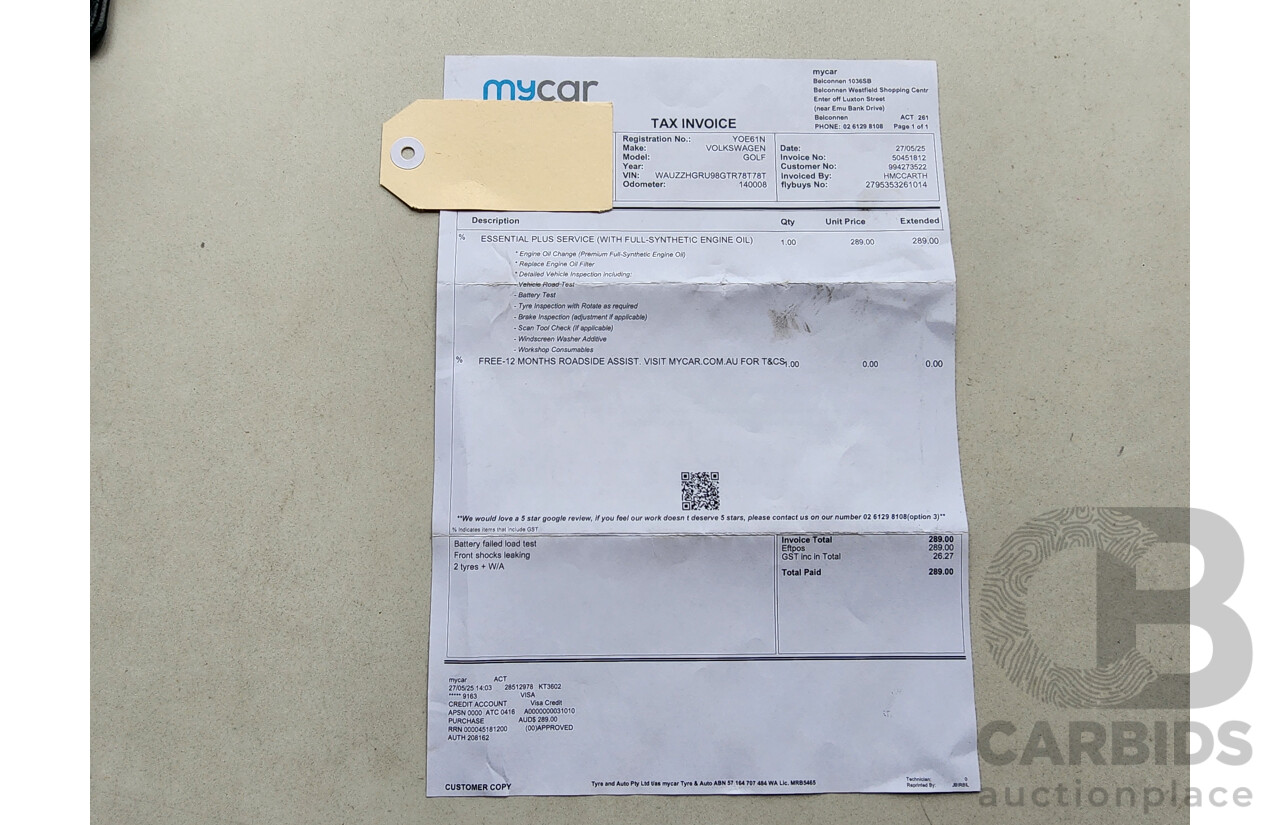 mycar
mycar
Belconnen 1036SB
Belconnen Westfield Shopping Centr
Enter off Luxton Street
(near Emu Bank Drive)
Belconnen ACT 261
PHONE: 02 6129 8108 Page 1 of 1
TAX INVOICE
Registration No.: YOE61N
Make: VOLKSWAGEN
Model: GOLF
Year:
VIN: WAUZZHGRU98GTR78T78T
Odometer: 140008
Date: 27/05/25
Invoice No: 50451812
Customer No: 994273522
Invoiced By: HMCCARTH
flybuys No: 2795353261014
Description Qty Unit Price Extended
% ESSENTIAL PLUS SERVICE (WITH FULL-SYNTHETIC ENGINE OIL) 1.00 289.00 289.00
* Engine Oil Change (Premium Full-Synthetic Engine Oil)
* Replace Engine Oil Filter
* Detailed Vehicle Inspection including:
- Vehicle Road Test
- Battery Test
- Tyre Inspection with Rotate as required
- Brake Inspection (adjustment if applicable)
- Scan Tool Check (if applicable)
- Windscreen Washer Additive
- Workshop Consumables
% FREE-12 MONTHS ROADSIDE ASSIST. VISIT MYCAR.COM.AU FOR T&CS 1.00 0.00 0.00
**We would love a 5 star google review, if you feel our work doesn t deserve 5 stars, please contact us on our number 02 6129 8108(option 3)**
% Indicates items that include GST
Battery failed load test
Front shocks leaking
2 tyres + W/A
Invoice Total 289.00
Eftpos 289.00
GST inc in Total 26.27
Total Paid 289.00
mycar ACT
27/05/25 14:03 28512978 KT3602
***** 9163 VISA
CREDIT ACCOUNT Visa Credit
APSN 0000 ATC 0416 A0000000031010
PURCHASE AUD$ 289.00
RRN 000045181200 (00)APPROVED
AUTH 208162
CUSTOMER COPY
Tyre and Auto Pty Ltd t/as mycar Tyre & Auto ABN 57 164 707 484 WA Lic. MRB5465
Technician: 0
Reprinted By:
CB
CARBIDS
auctionplace